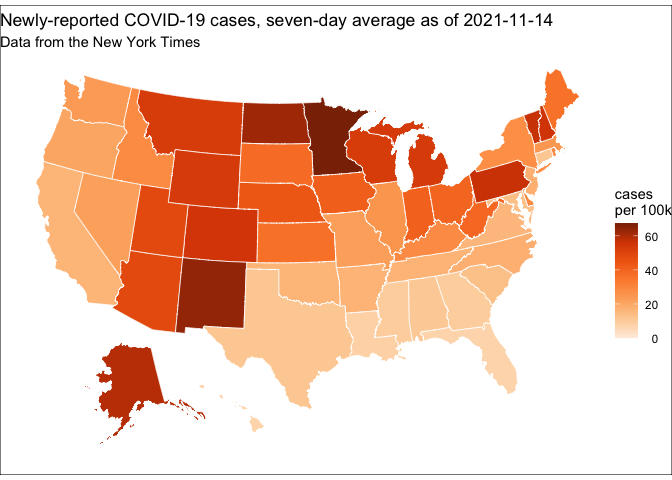 Newly-reported COVID-19 cases, seven-day average as of 2021-11-14
Data from the New York Times
cases
per 100k
60
40
20
0